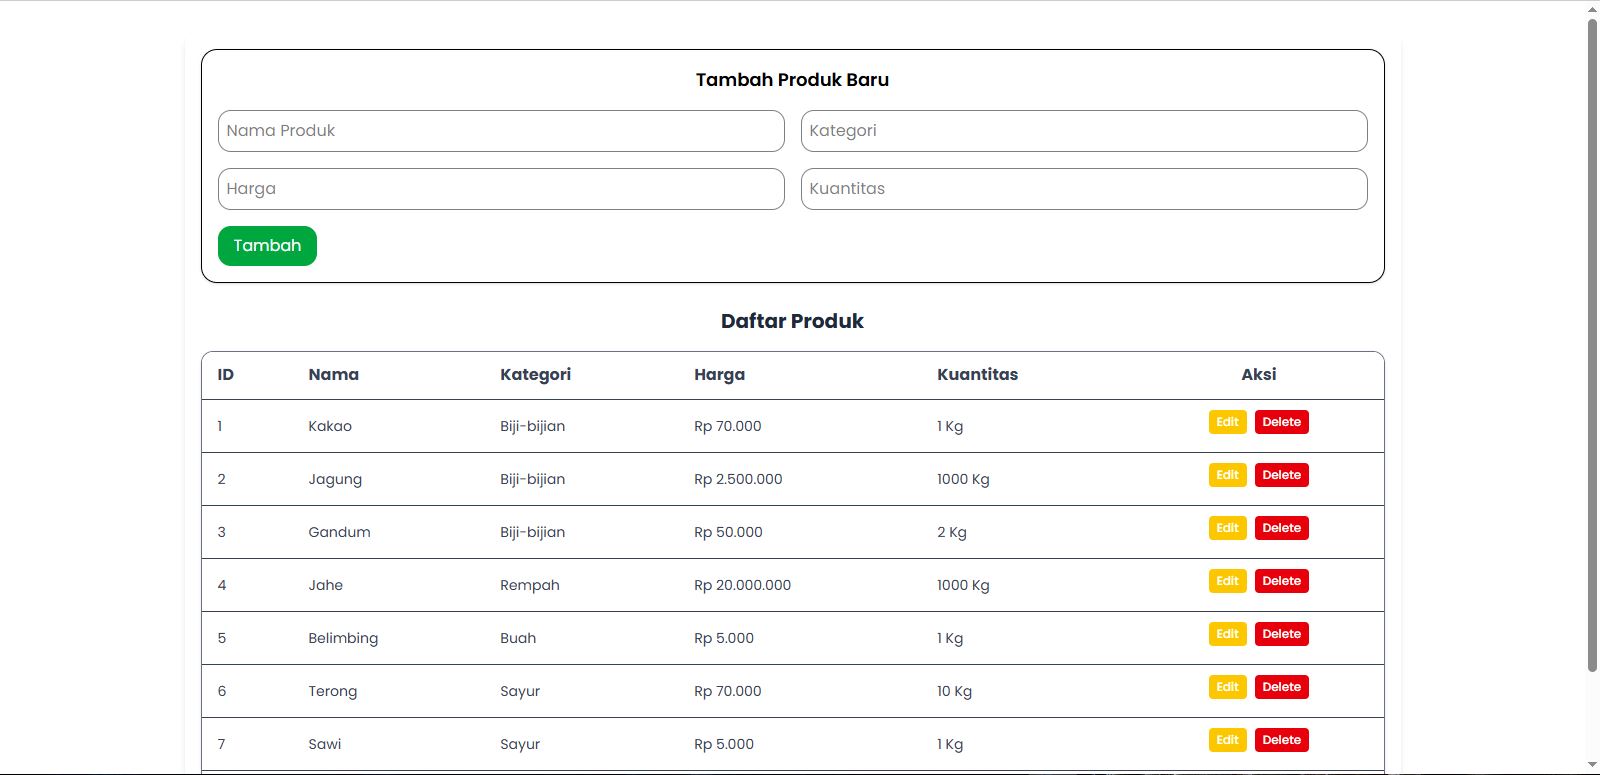 Tambah Produk Baru
Nama Produk Kategori
Harga Kuantitas
Tambah
Daftar Produk
ID Nama Kategori Harga Kuantitas Aksi
1 Kakao Biji-bijian Rp 70.000 1 Kg Edit Delete
2 Jagung Biji-bijian Rp 2.500.000 1000 Kg Edit Delete
3 Gandum Biji-bijian Rp 50.000 2 Kg Edit Delete
4 Jahe Rempah Rp 20.000.000 1000 Kg Edit Delete
5 Belimbing Buah Rp 5.000 1 Kg Edit Delete
6 Terong Sayur Rp 70.000 10 Kg Edit Delete
7 Sawi Sayur Rp 5.000 1 Kg Edit Delete